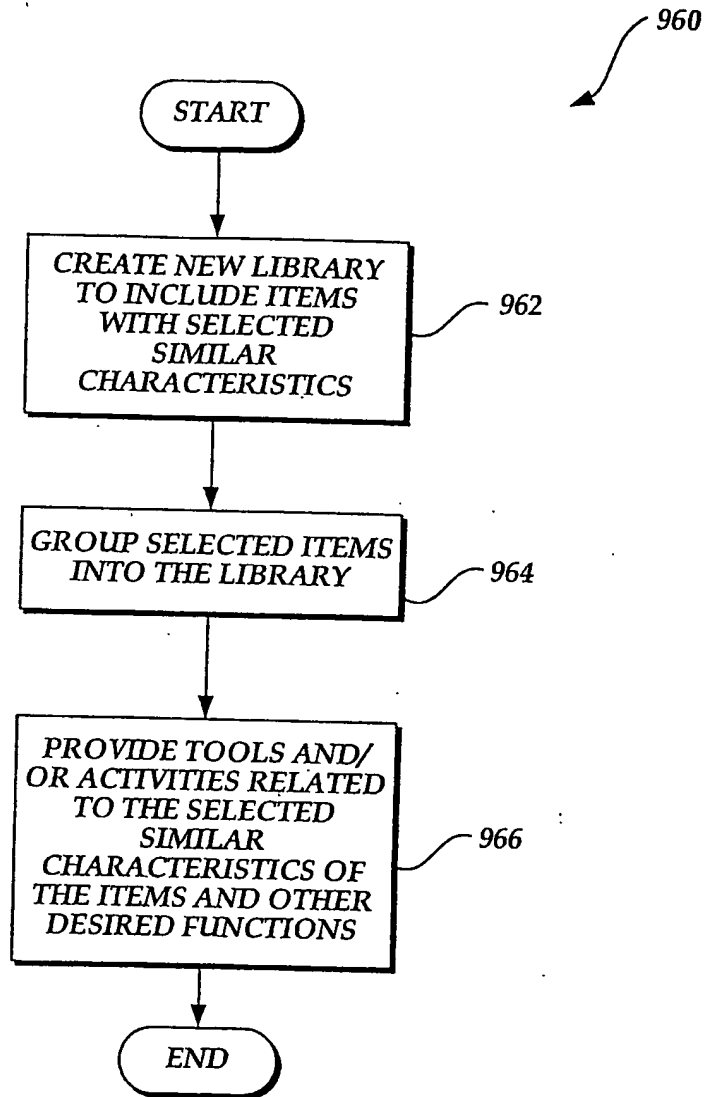 960
START
CREATE NEW LIBRARY
TO INCLUDE ITEMS
WITH SELECTED
SIMILAR
CHARACTERISTICS
962
GROUP SELECTED ITEMS
INTO THE LIBRARY
964
PROVIDE TOOLS AND/
OR ACTIVITIES RELATED
TO THE SELECTED
SIMILAR
CHARACTERISTICS OF
THE ITEMS AND OTHER
DESIRED FUNCTIONS
966
END